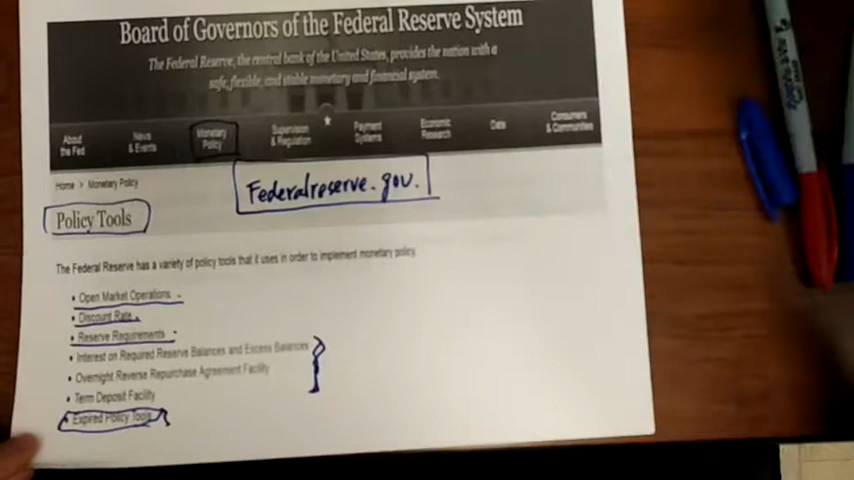 Board of Governors of the Federal Reserve System
The Federal Reserve, the central bank of the United States, provides the nation with a
safe, flexible, and stable monetary and financial system.
About
the Fed
News
& Events
Monetary
Policy
Supervision
& Regulation
Payment
Systems
Economic
Research
Data
Consumers
& Communities
Home > Monetary Policy
Federalreserve.gov.
Policy Tools
The Federal Reserve has a variety of policy tools that it uses in order to implement monetary policy.
• Open Market Operations
• Discount Rate
• Reserve Requirements
• Interest on Required Reserve Balances and Excess Balances
• Overnight Reverse Repurchase Agreement Facility
• Term Deposit Facility
• Expired Policy Tools